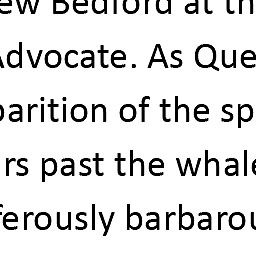 ew Bedford at th
Advocate. As Que
parition of the sp
rs past the whale
ferously barbarou